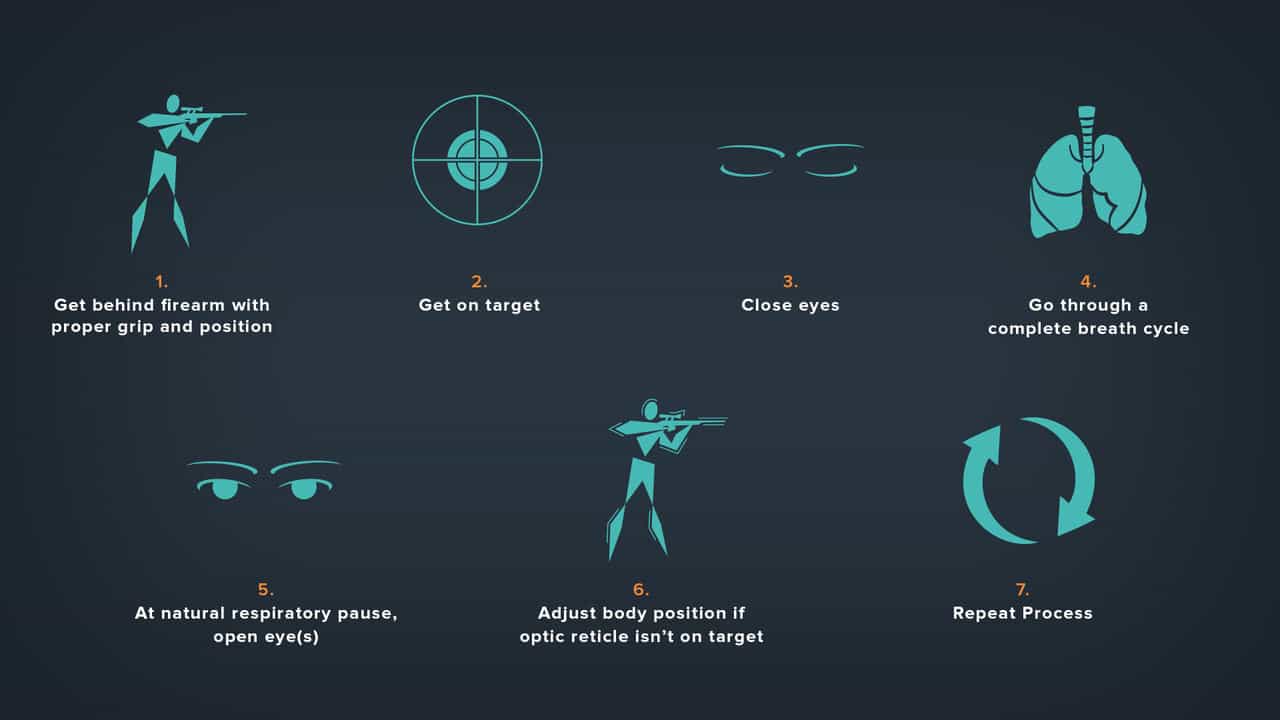 1.
Get behind firearm with
proper grip and position
2.
Get on target
3.
Close eyes
4.
Go through a
complete breath cycle
5.
At natural respiratory pause,
open eye(s)
6.
Adjust body position if
optic reticle isn’t on target
7.
Repeat Process